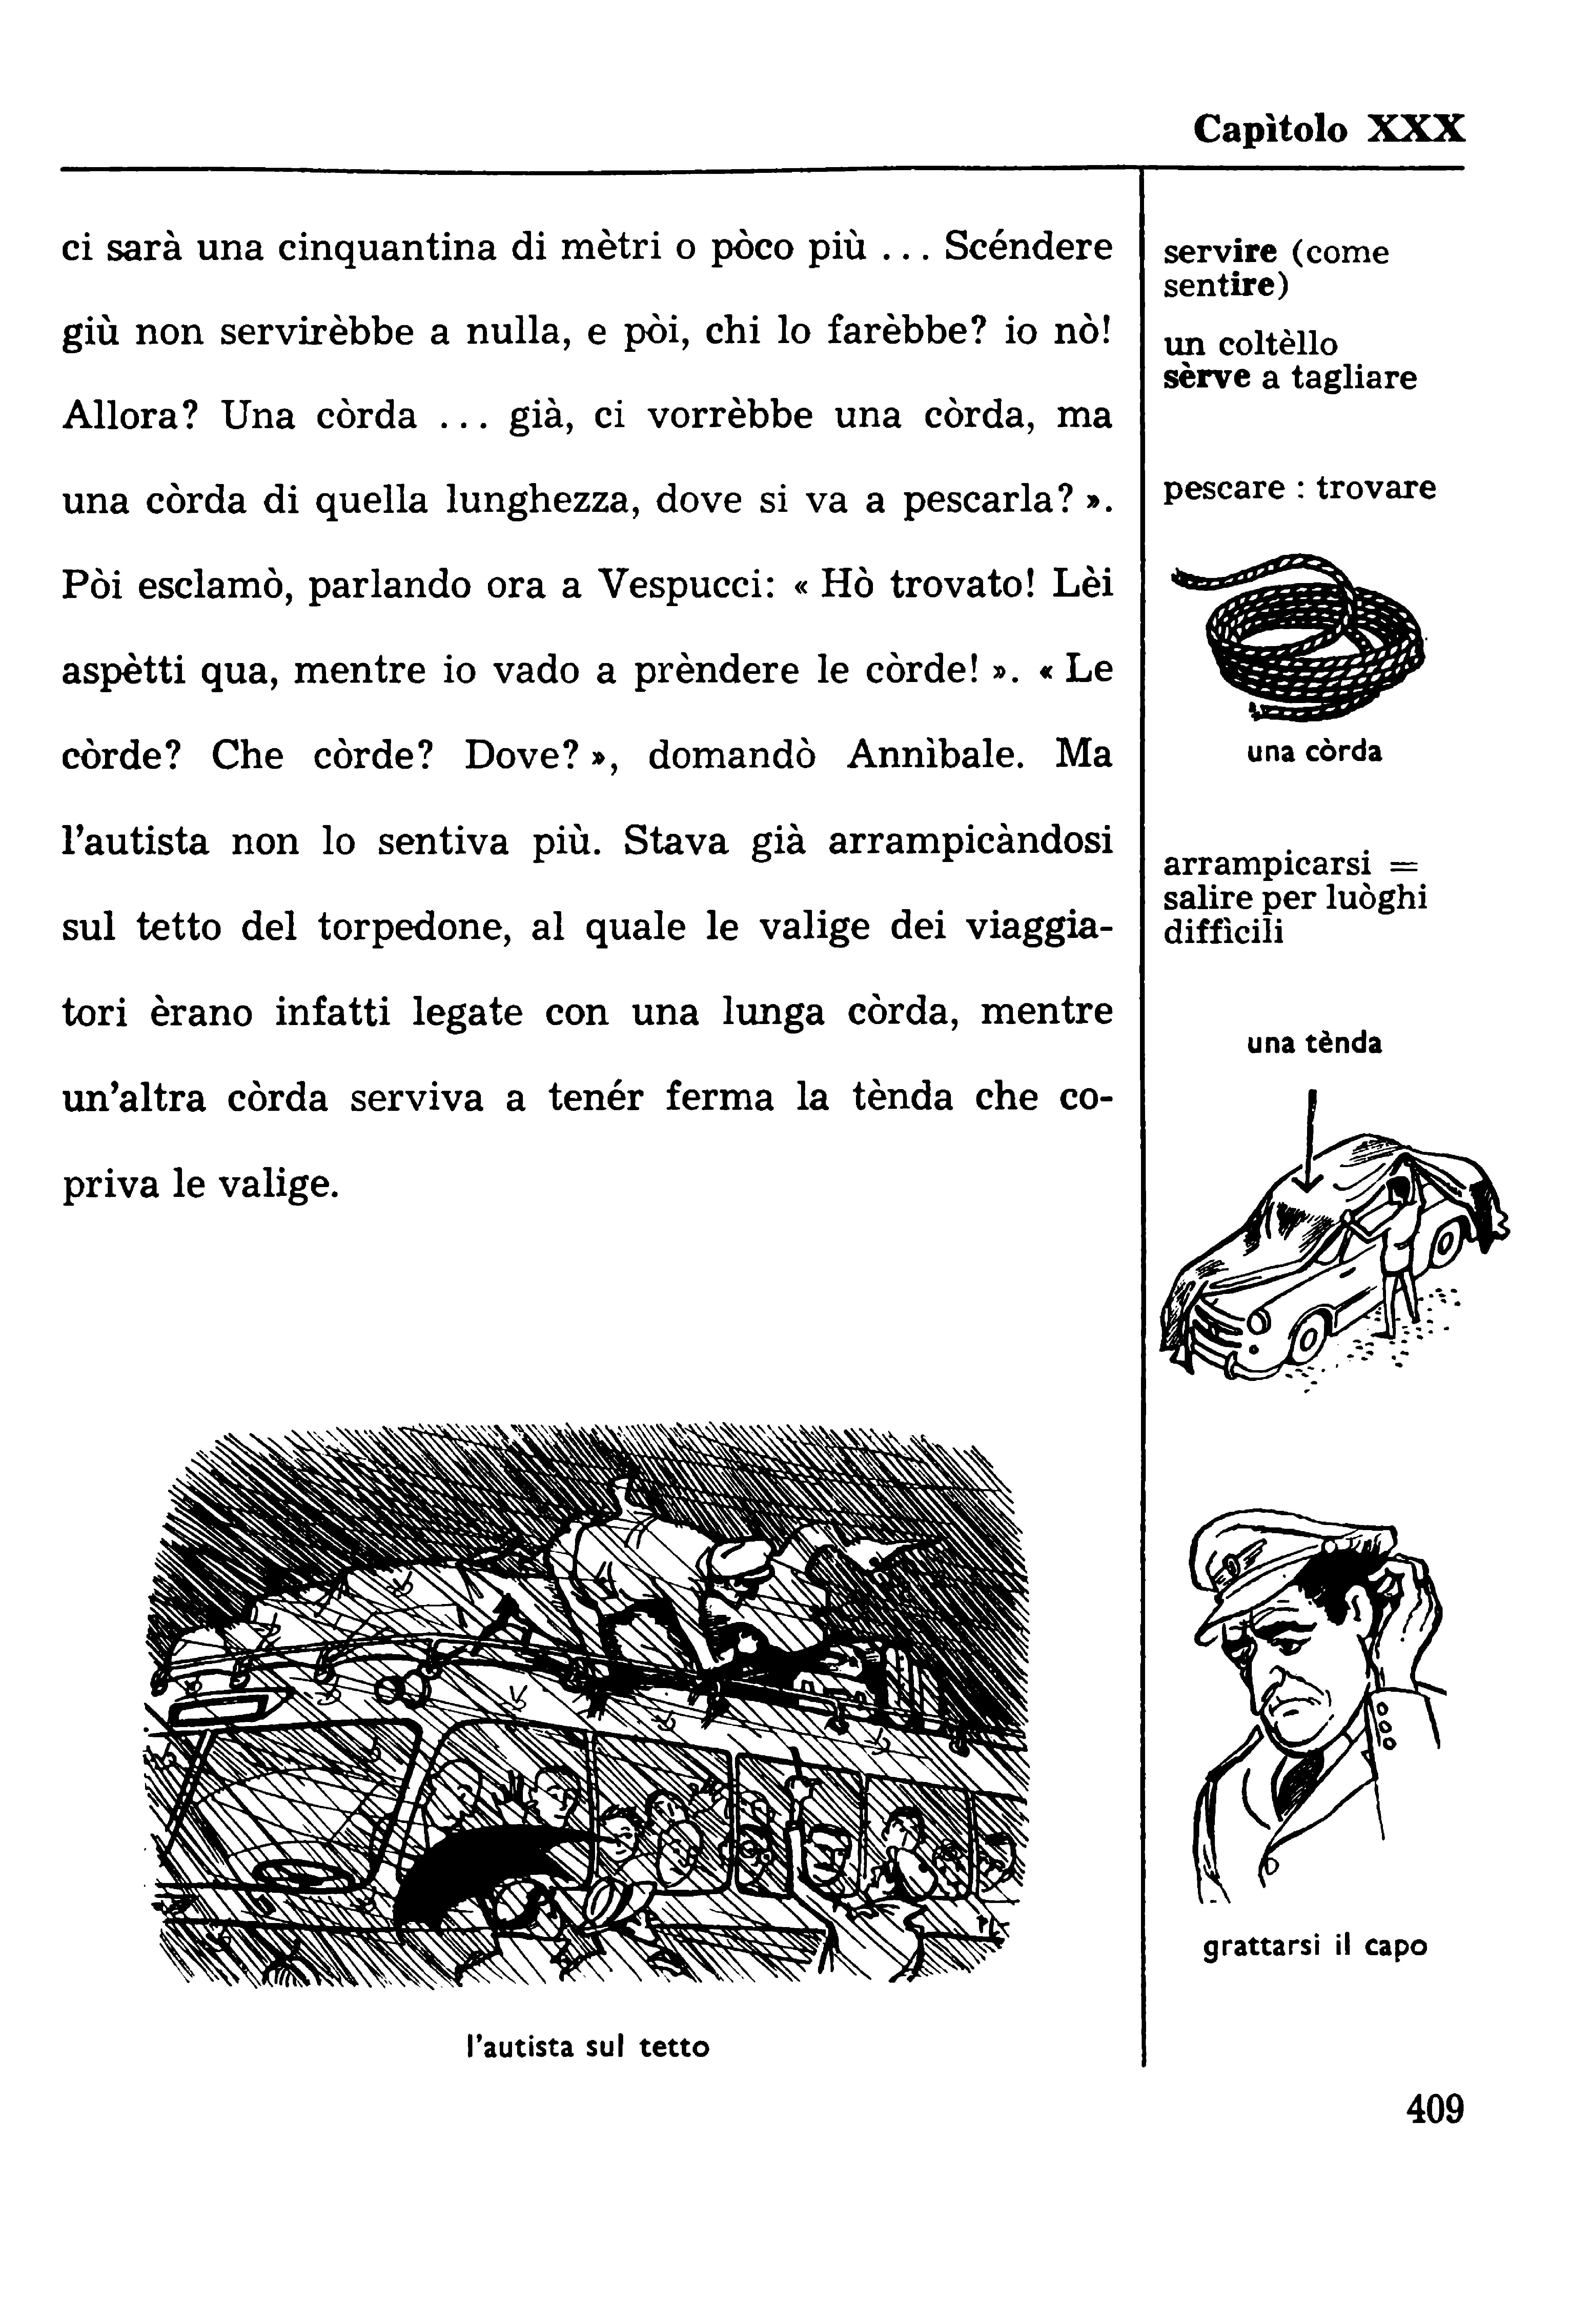 Capìtolo XXX
ci sarà una cinquantina di mètri o pòco più ... Scéndere
giù non servirèbbe a nulla, e pòi, chi lo farèbbe? io nò!
Allora? Una còrda ... già, ci vorrèbbe una còrda, ma
una còrda di quella lunghezza, dove si va a pescarla? ».
Pòi esclamò, parlando ora a Vespucci: « Hò trovato! Lèi
aspètti qua, mentre io vado a prèndere le còrde! ». « Le
còrde? Che còrde? Dove? », domandò Annìbale. Ma
l'autista non lo sentiva più. Stava già arrampicàndosi
sul tetto del torpedone, al quale le valige dei viaggia-
tori èrano infatti legate con una lunga còrda, mentre
un'altra còrda serviva a tenér ferma la tènda che co-
priva le valige.
l'autista sul tetto
servire (come
sentire)
un coltèllo
sèrve a tagliare
pescare : trovare
una còrda
arrampicarsi =
salire per luòghi
diffìcili
una tènda
grattarsi il capo
409